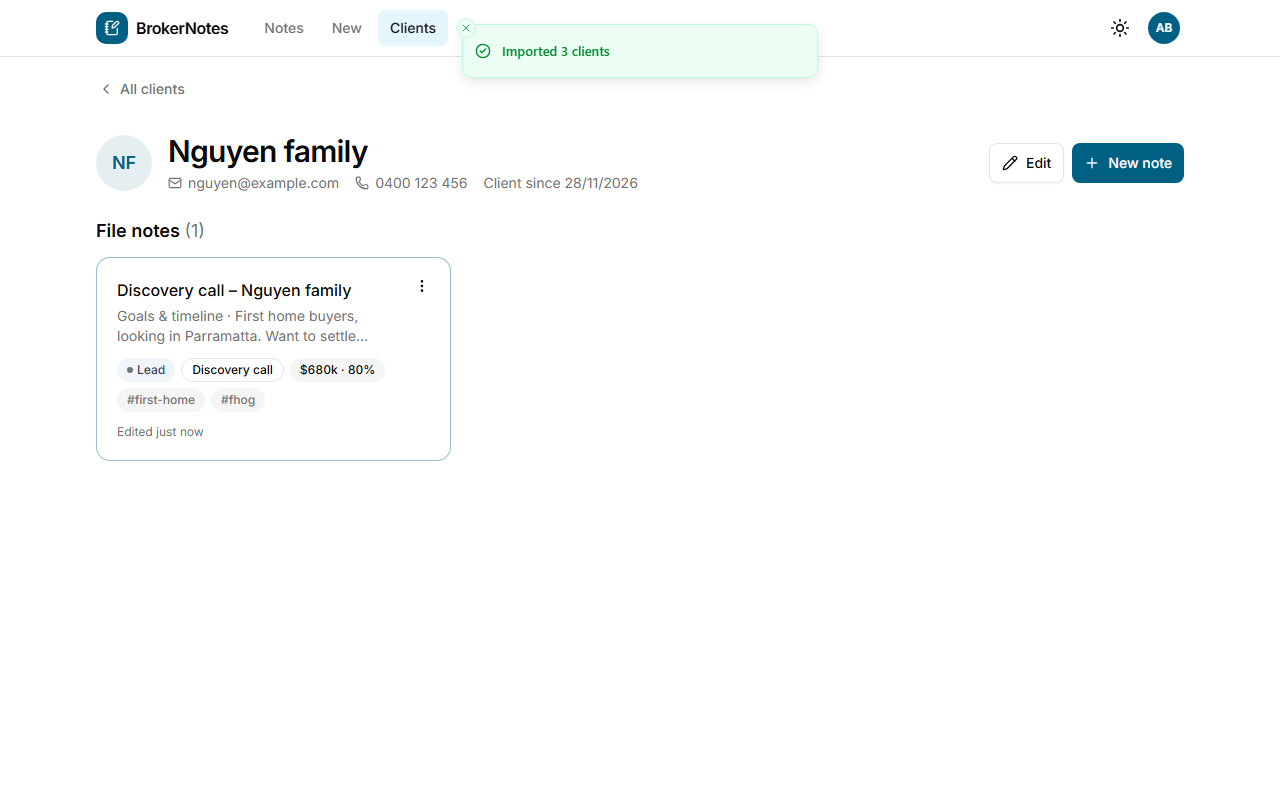 BrokerNotes
Notes
New
Clients
Imported 3 clients
AB
All clients
NF
Nguyen family
nguyen@example.com
0400 123 456
Client since 28/11/2026
Edit
New note
File notes (1)
Discovery call – Nguyen family
Goals & timeline · First home buyers,
looking in Parramatta. Want to settle...
Lead
Discovery call
$680k · 80%
#first-home
#fhog
Edited just now